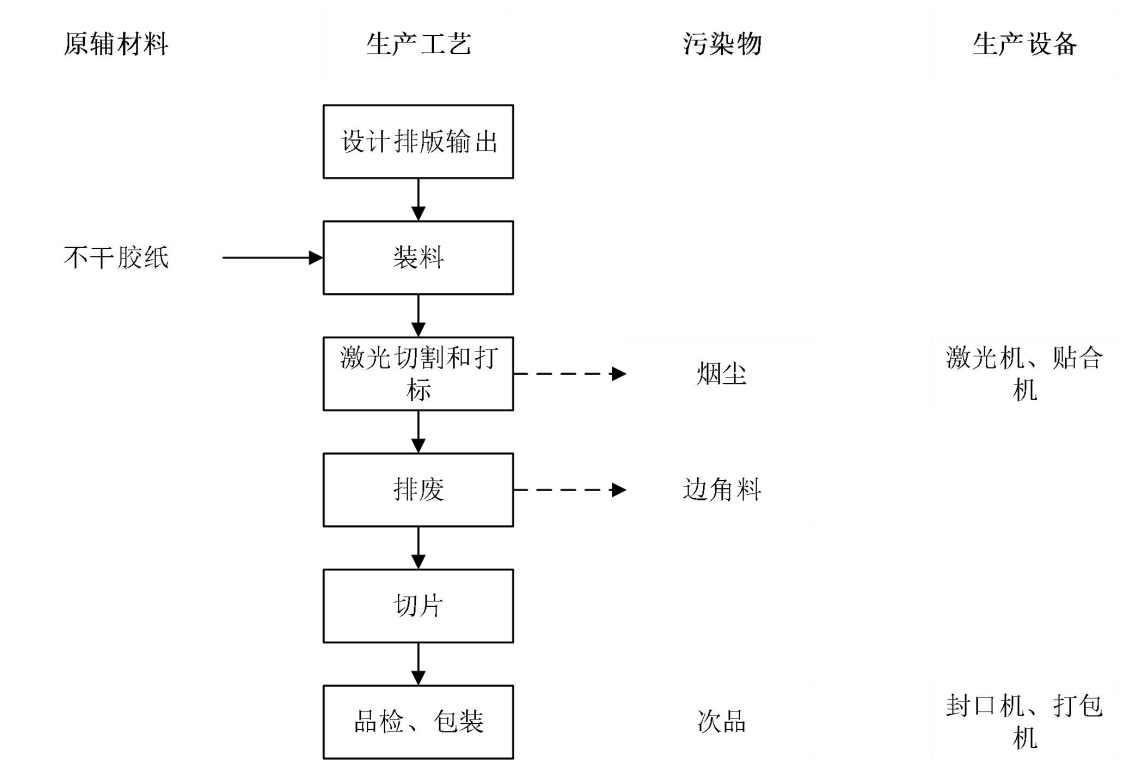 原辅材料
生产工艺
污染物
生产设备
设计排版输出
不干胶纸
装料
激光切割和打
标
烟尘
激光机、贴合
机
排废
边角料
切片
品检、包装
次品
封口机、打包
机